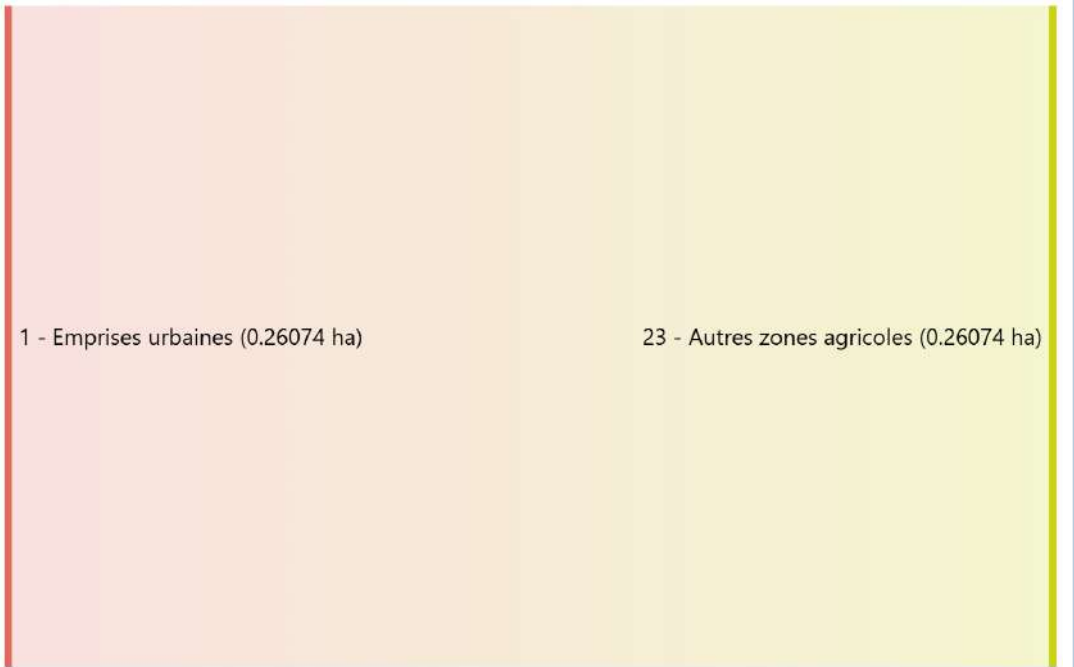 1 - Emprises urbaines (0.26074 ha)
23 - Autres zones agricoles (0.26074 ha)